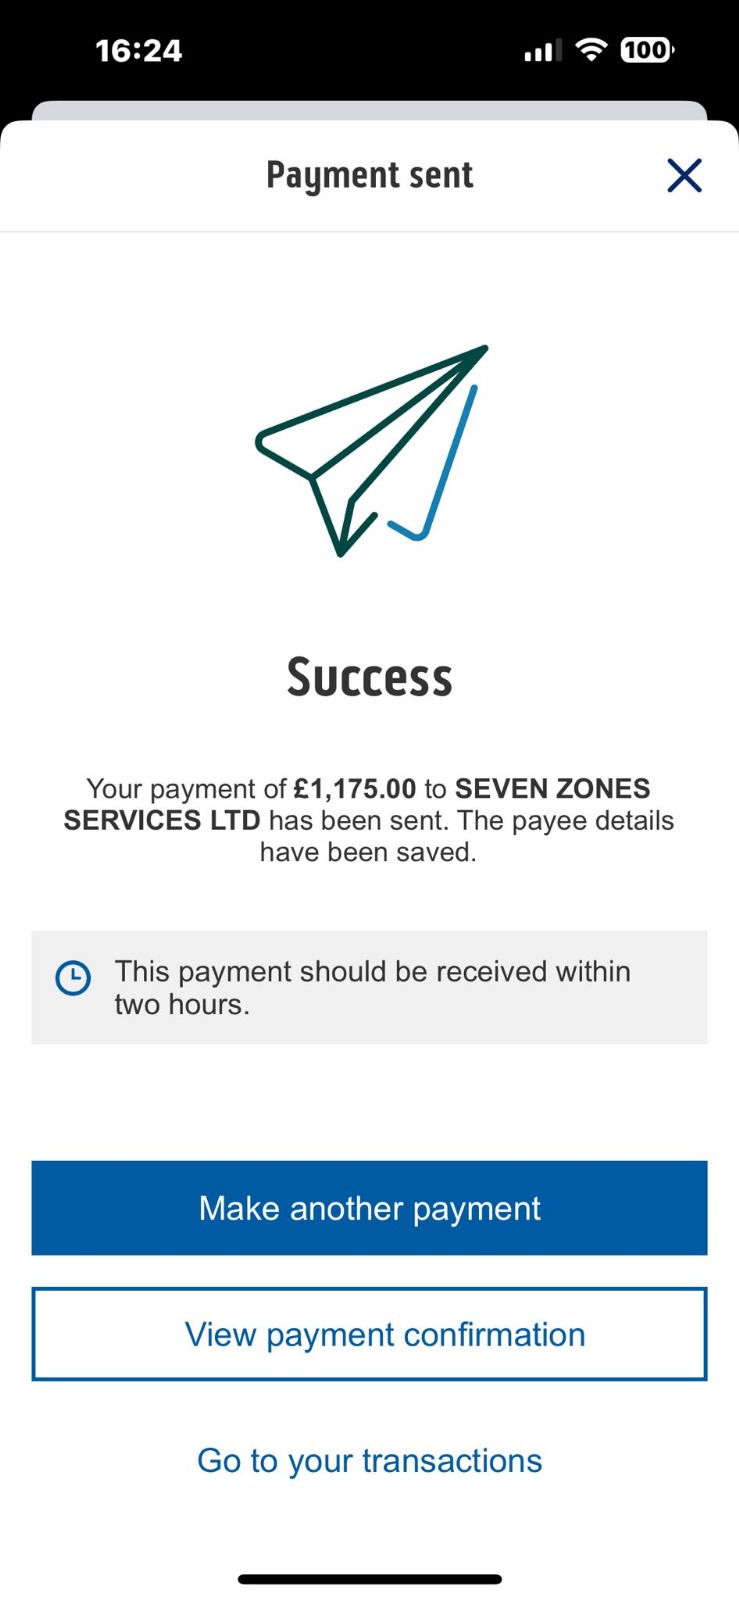 16:24
100
Payment sent
Success
Your payment of £1,175.00 to SEVEN ZONES
SERVICES LTD has been sent. The payee details
have been saved.
This payment should be received within
two hours.
Make another payment
View payment confirmation
Go to your transactions